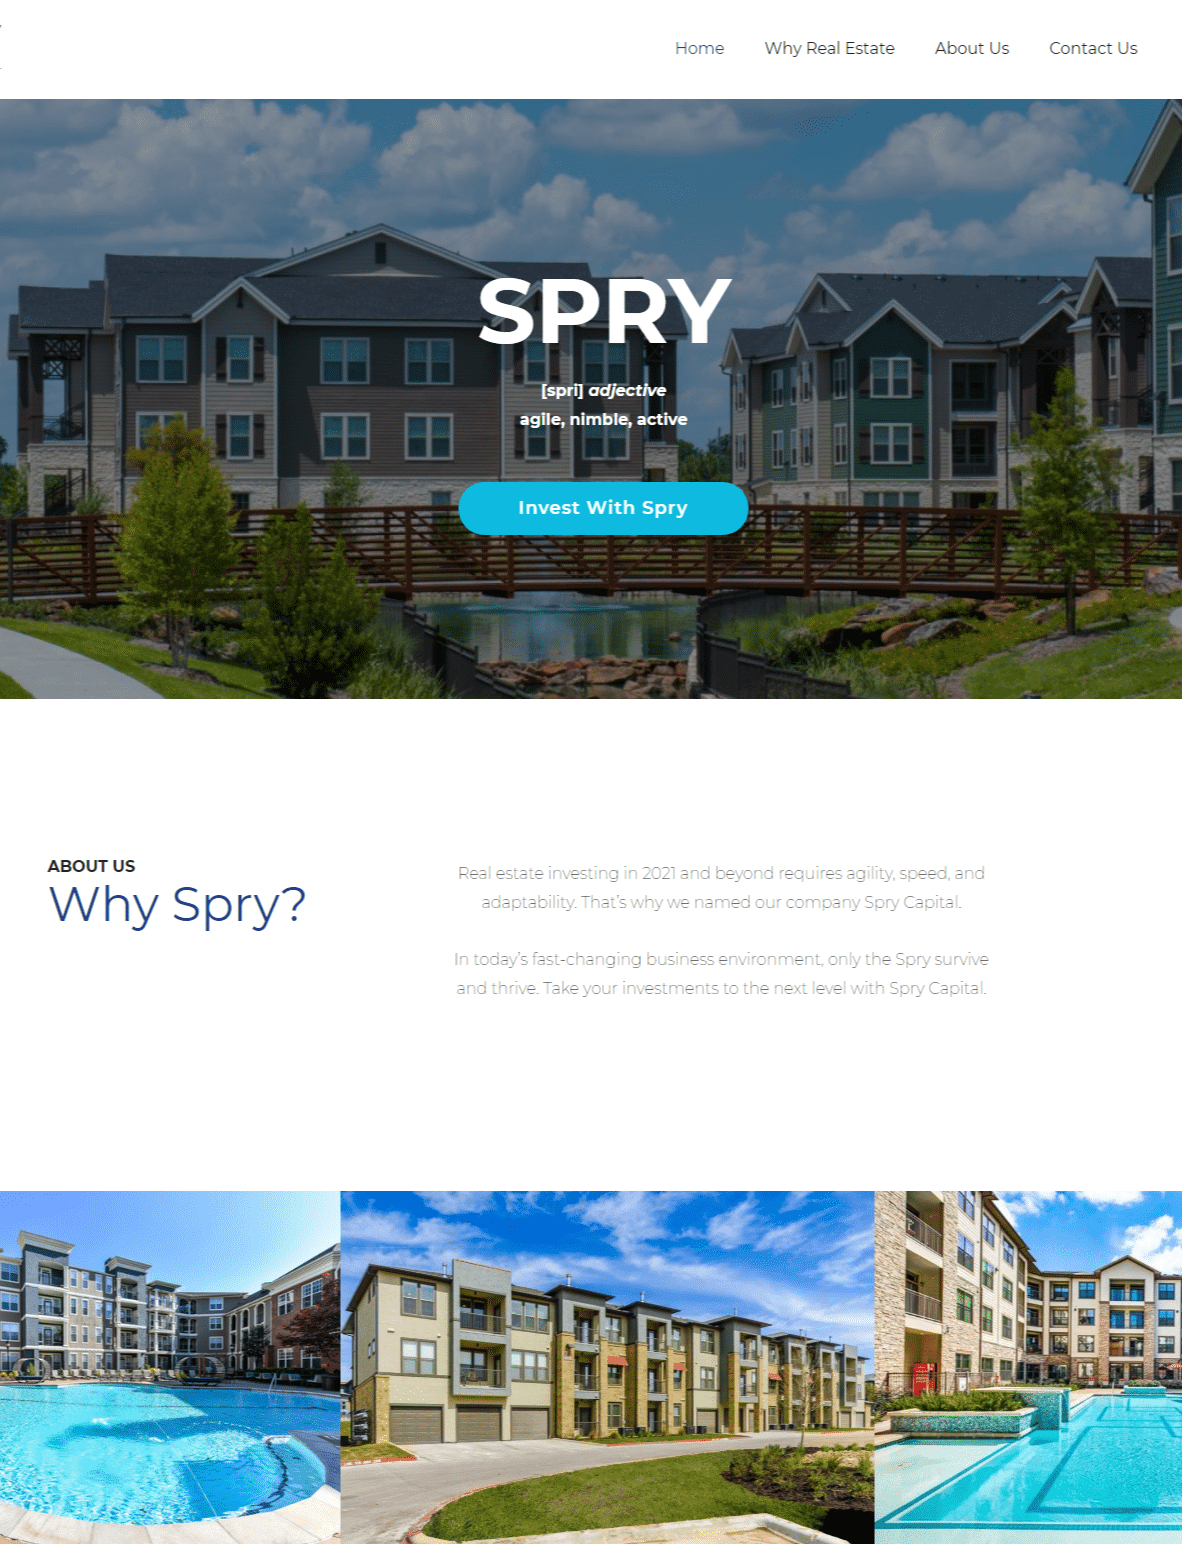 Home Why Real Estate About Us Contact Us
SPRY
[spri] adjective
agile, nimble, active
Invest With Spry
ABOUT US
Why Spry?
Real estate investing in 2021 and beyond requires agility, speed, and
adaptability. That's why we named our company Spry Capital.
In today's fast-changing business environment, only the Spry survive
and thrive. Take your investments to the next level with Spry Capital.